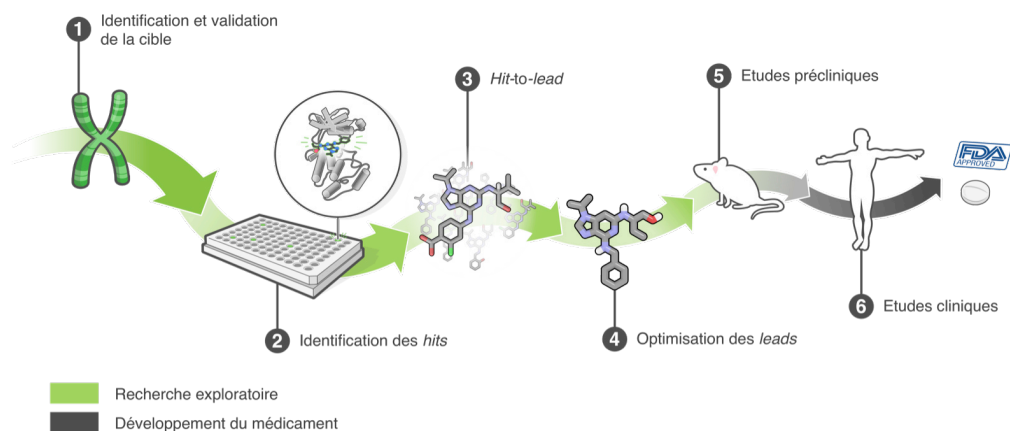 1 Identification et validation
de la cible
2 Identification des hits
3 Hit-to-lead
4 Optimisation des leads
5 Etudes précliniques
6 Etudes cliniques
FDA
APPROVED
Recherche exploratoire
Développement du médicament